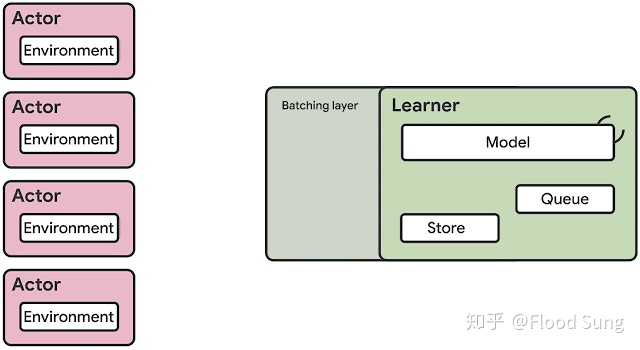 Actor
Environment
Actor
Environment
Actor
Environment
Actor
Environment
Batching layer
Learner
Model
Queue
Store
知乎 @Flood Sung